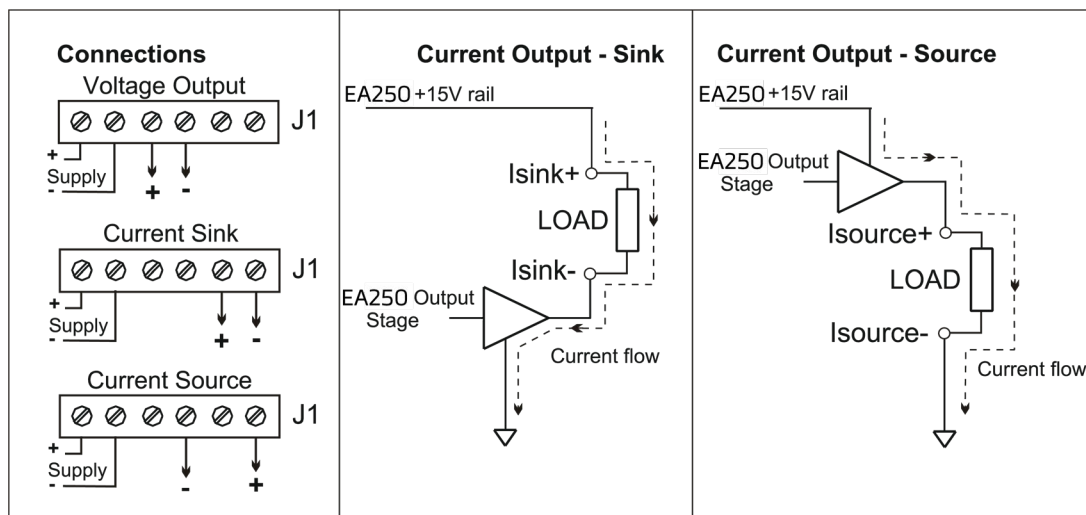 Connections
Voltage Output
J1
+
Supply
-
+ -
Current Sink
J1
+
Supply
-
+ -
Current Source
J1
+
Supply
-
- +
Current Output - Sink
EA250 +15V rail
Isink+
LOAD
Isink-
EA250 Output
Stage
Current flow
Current Output - Source
EA250 +15V rail
EA250 Output
Stage
Isource+
LOAD
Isource-
Current flow